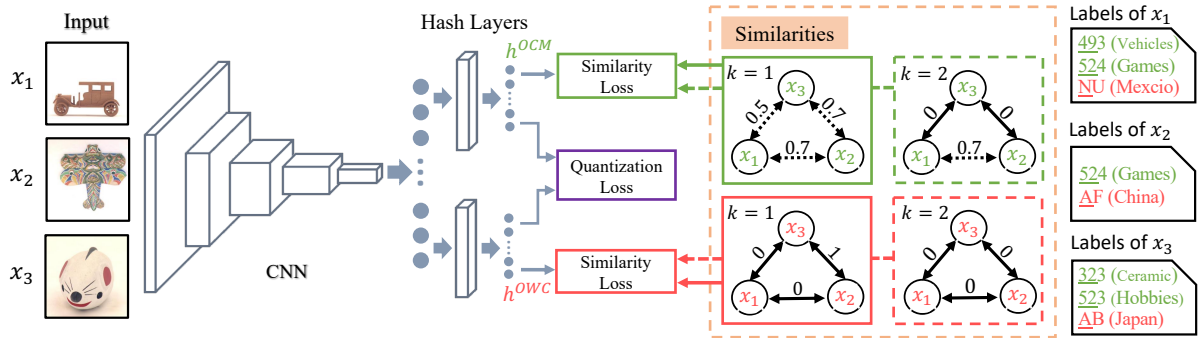 Input
x₁
x₂
x₃
CNN
Hash Layers
h^OCM
h^OWC
Similarity
Loss
Quantization
Loss
Similarity
Loss
Similarities
k = 1
x₃
0.5
0.7
x₁
0.7
x₂
k = 2
x₃
0
0
x₁
0.7
x₂
k = 1
x₃
0
1
x₁
0
x₂
k = 2
x₃
0
0
x₁
0
x₂
Labels of x₁
493 (Vehicles)
524 (Games)
NU (Mexcio)
Labels of x₂
524 (Games)
AF (China)
Labels of x₃
323 (Ceramic)
523 (Hobbies)
AB (Japan)